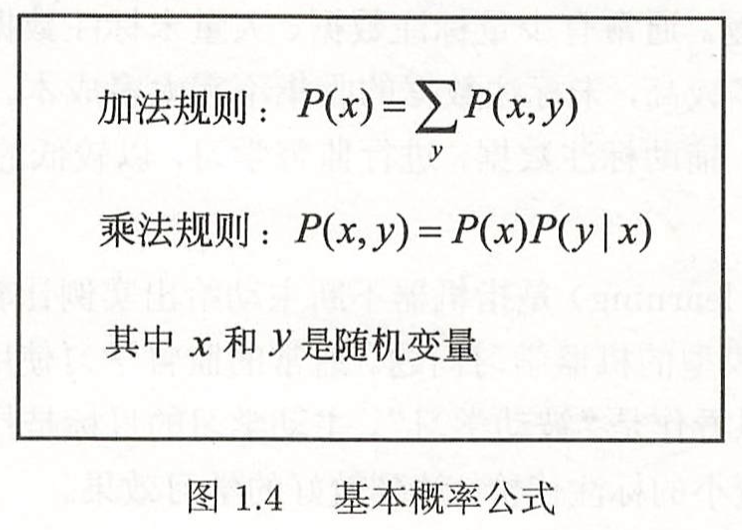 加法规则：P(x)=∑P(x,y)
y
乘法规则：P(x,y)=P(x)P(y|x)
其中 x 和 y 是随机变量
图 1.4 基本概率公式